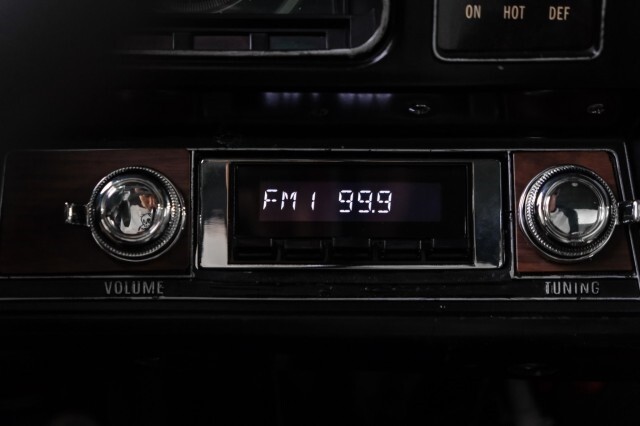 ON HOT DEF
FM1 99.9
VOLUME TUNING